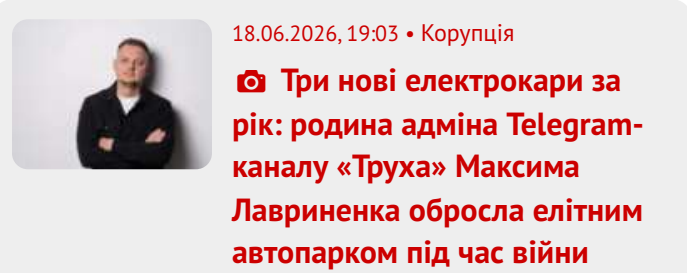 18.06.2026, 19:03 • Корупція
Три нові електрокари за
рік: родина адміна Telegram-
каналу «Труха» Максима
Лавриненка обросла елітним
автопарком під час війни